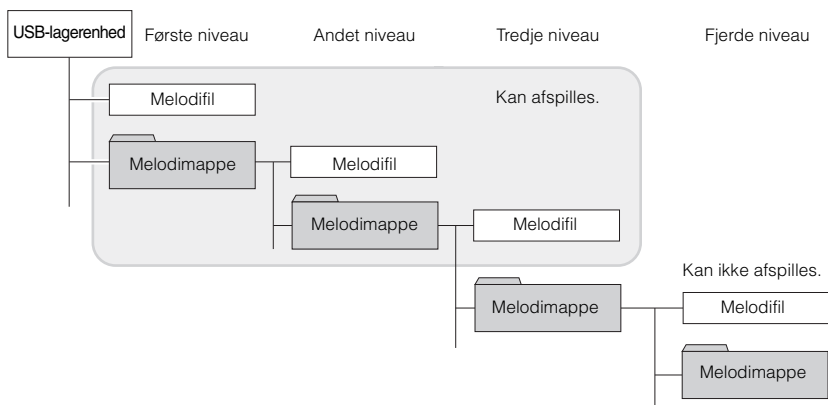 USB-lagerenhed
Første niveau
Andet niveau
Tredje niveau
Fjerde niveau
Melodifil
Kan afspilles.
Melodimappe
Melodifil
Melodimappe
Melodifil
Kan ikke afspilles.
Melodimappe
Melodifil
Melodimappe